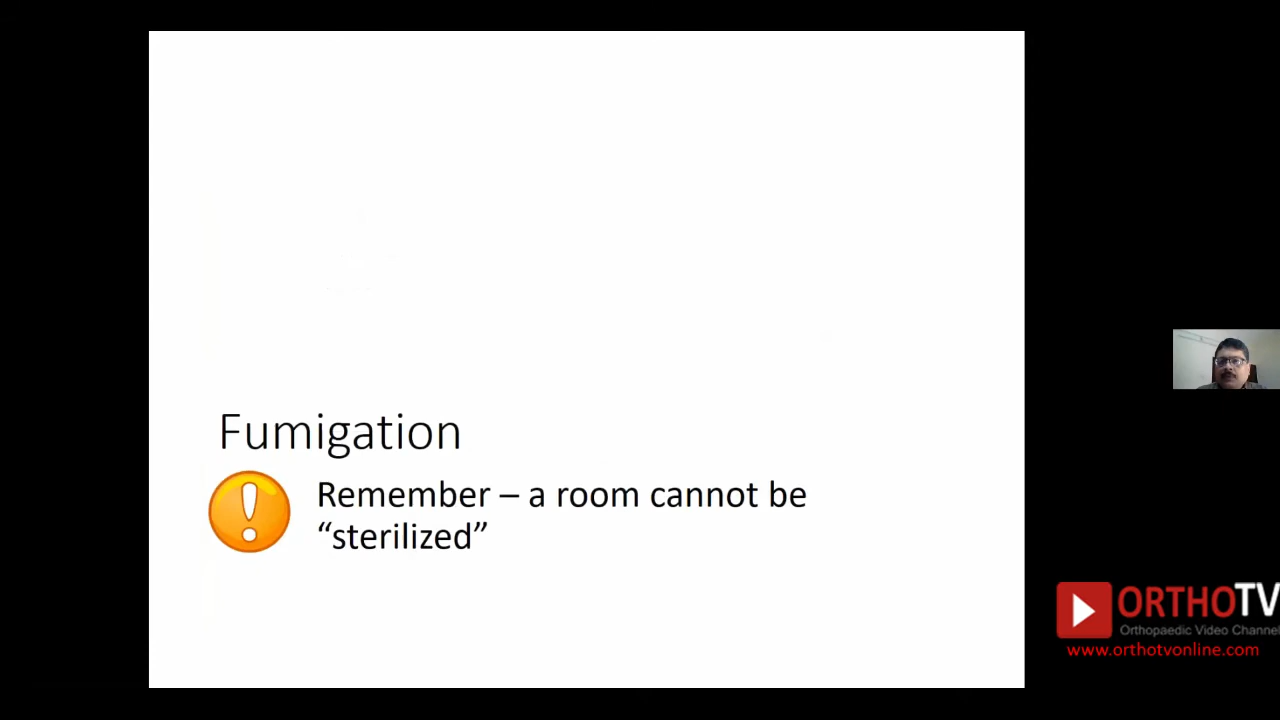 Fumigation
Remember – a room cannot be
“sterilized”
ORTHOTV
Orthopaedic Video Channel
www.orthotvonline.com